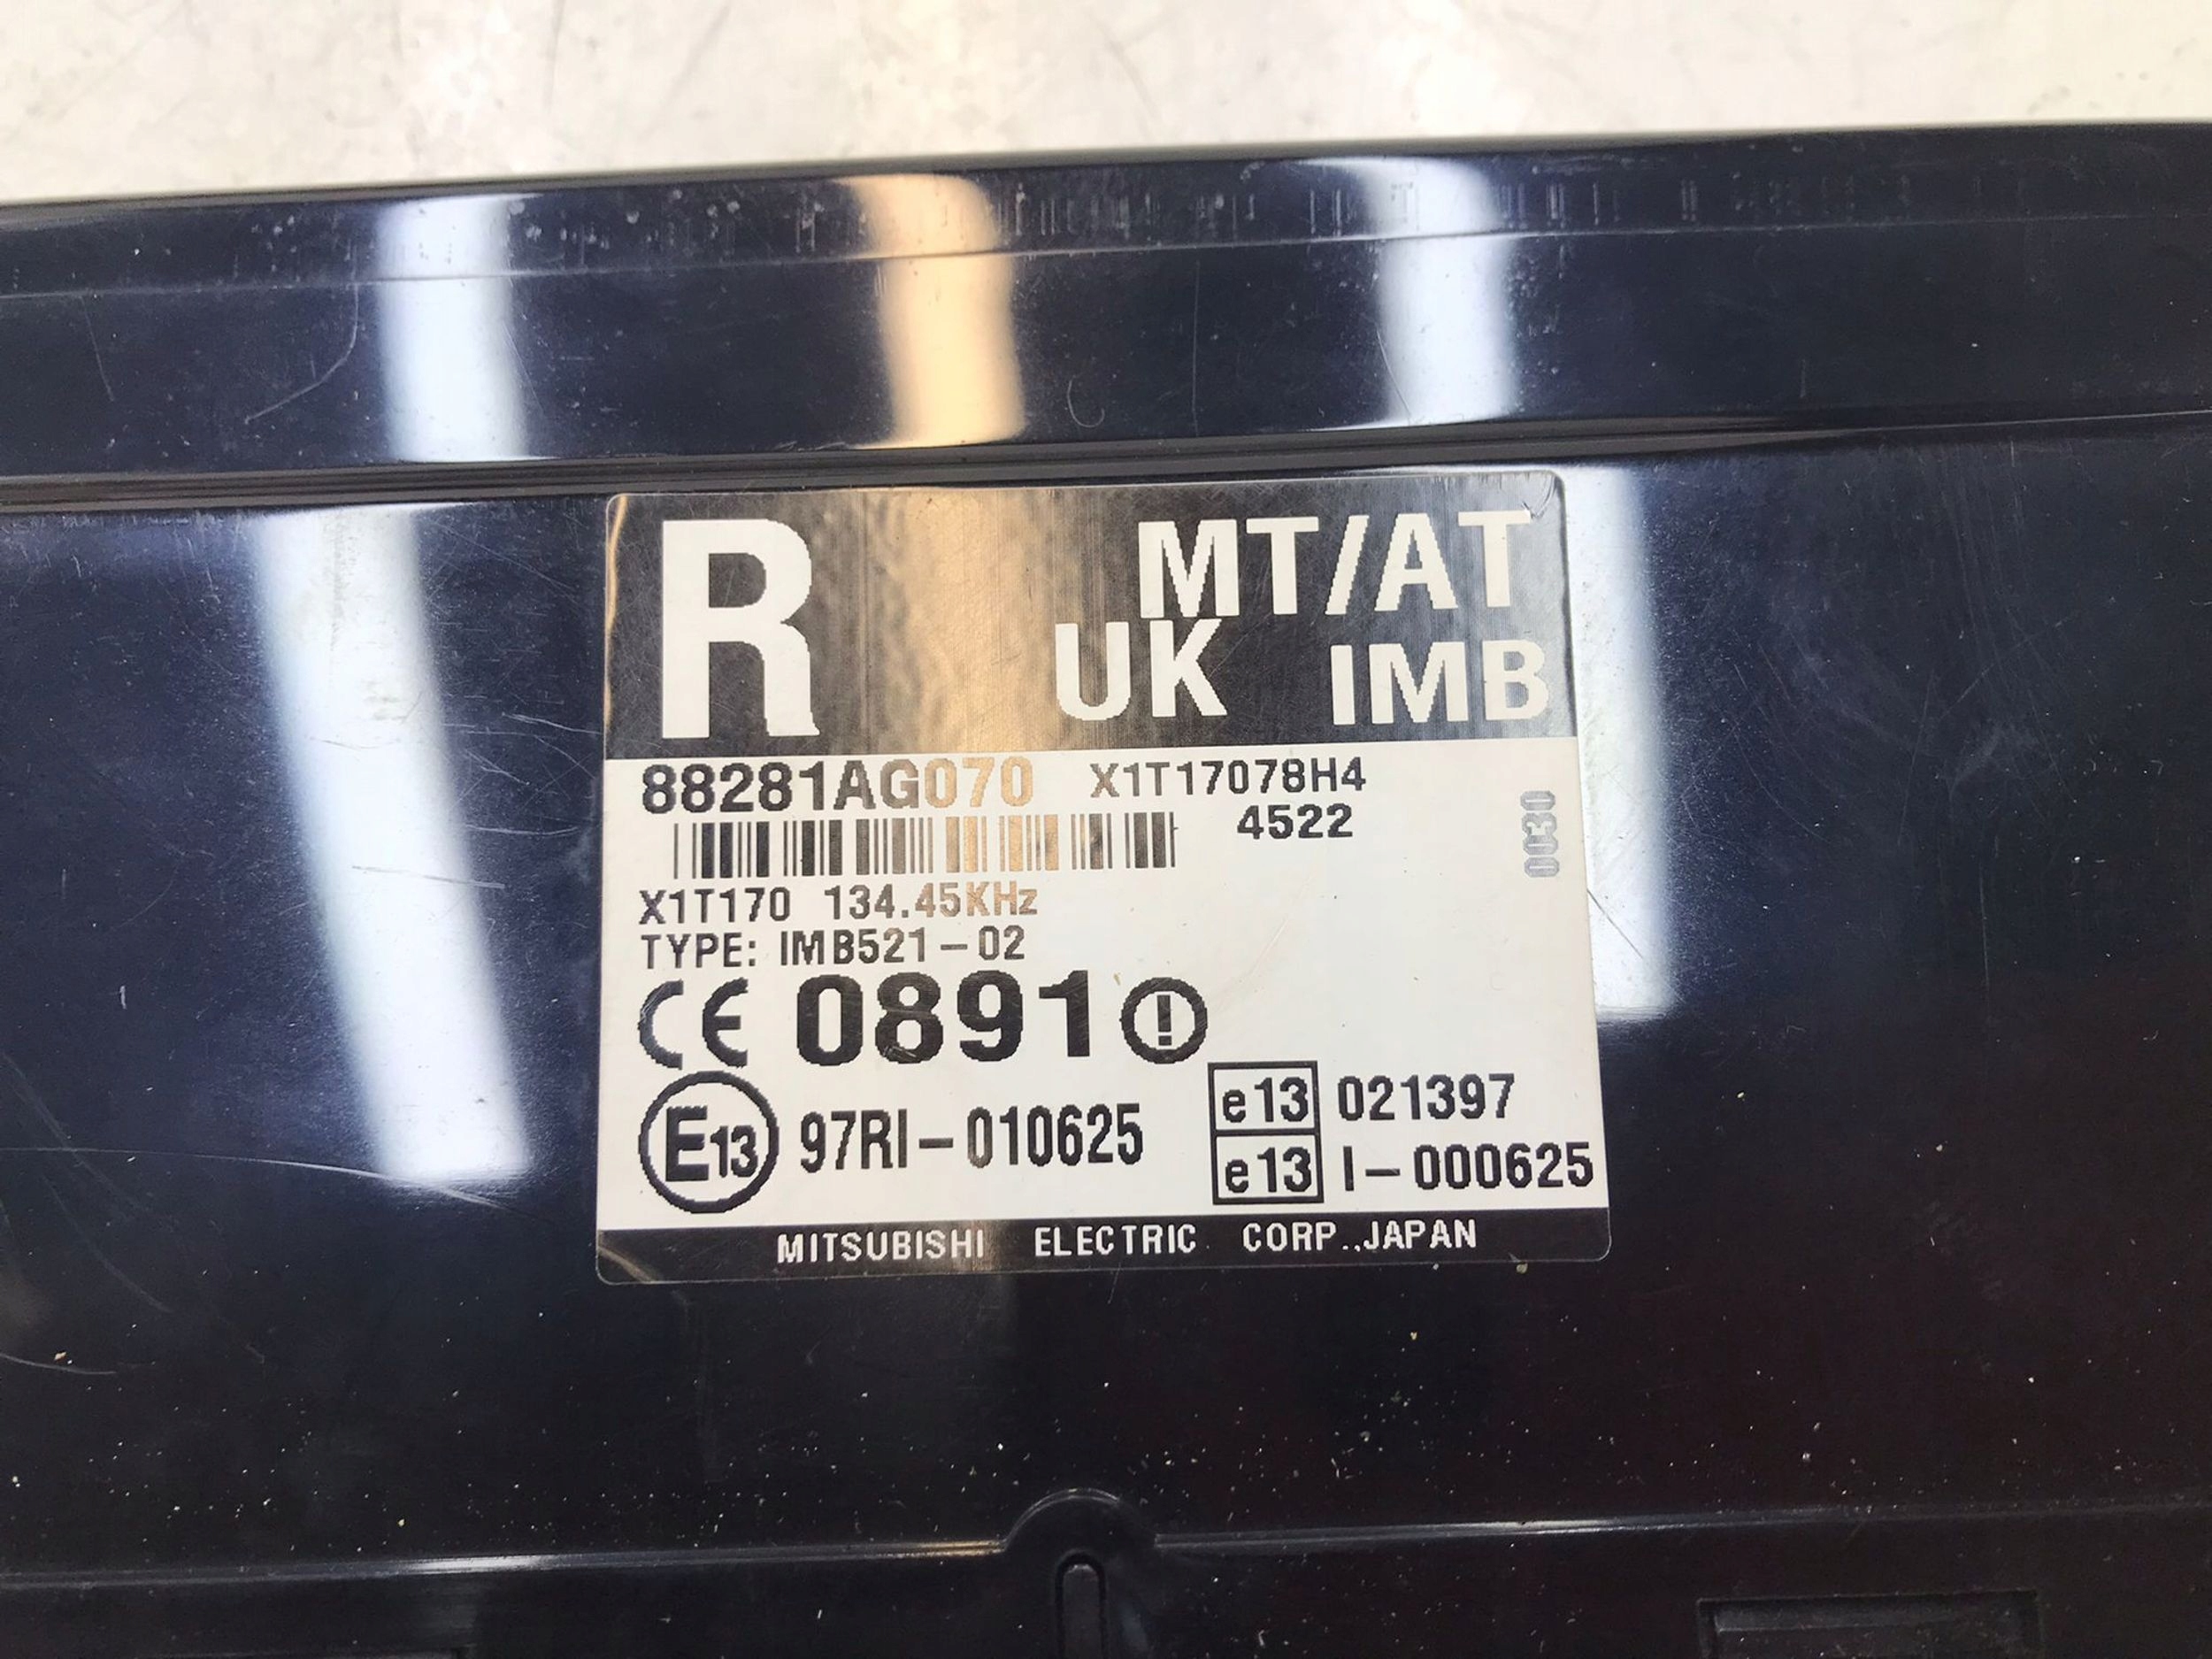 R MT/AT
UK IMB
88281AG070 X1T17078H4
4522
0030
X1T170 134.45KHz
TYPE: IMB521-02
CE 0891
E13 97RI-010625
e13 021397
e13 I-000625
MITSUBISHI ELECTRIC CORP.,JAPAN